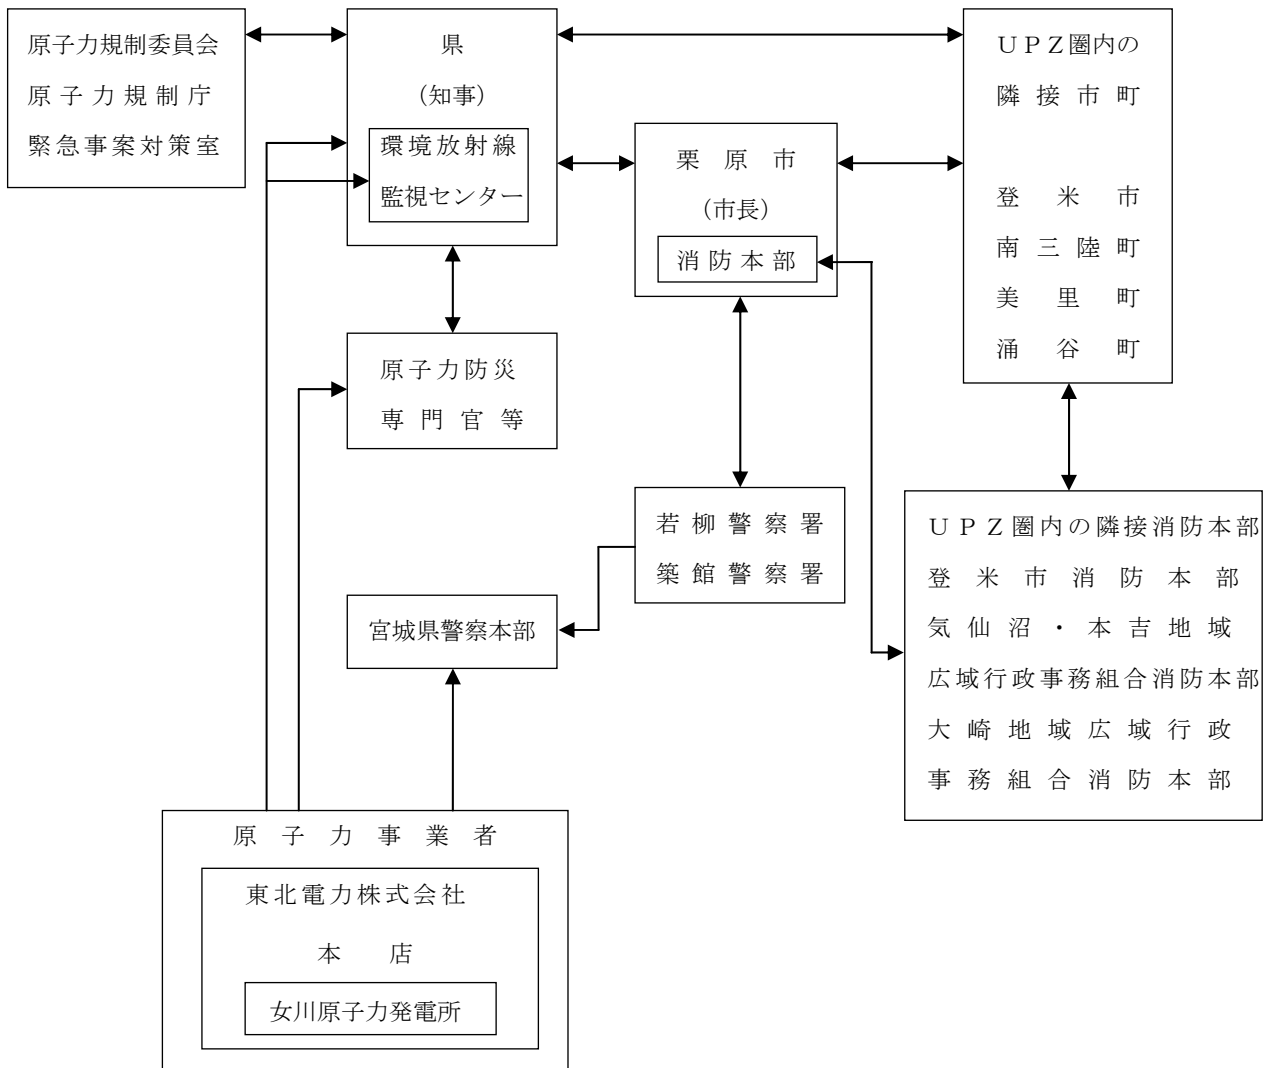 原子力規制委員会
原子力規制庁
緊急事案対策室
県
（知事）
環境放射線
監視センター
栗原市
（市長）
消防本部
ＵＰＺ圏内の
隣接市町
登米市
南三陸町
美里町
涌谷町
原子力防災
専門官等
若柳警察署
築館警察署
宮城県警察本部
ＵＰＺ圏内の隣接消防本部
登米市消防本部
気仙沼・本吉地域
広域行政事務組合消防本部
大崎地域広域行政
事務組合消防本部
原子力事業者
東北電力株式会社
本店
女川原子力発電所